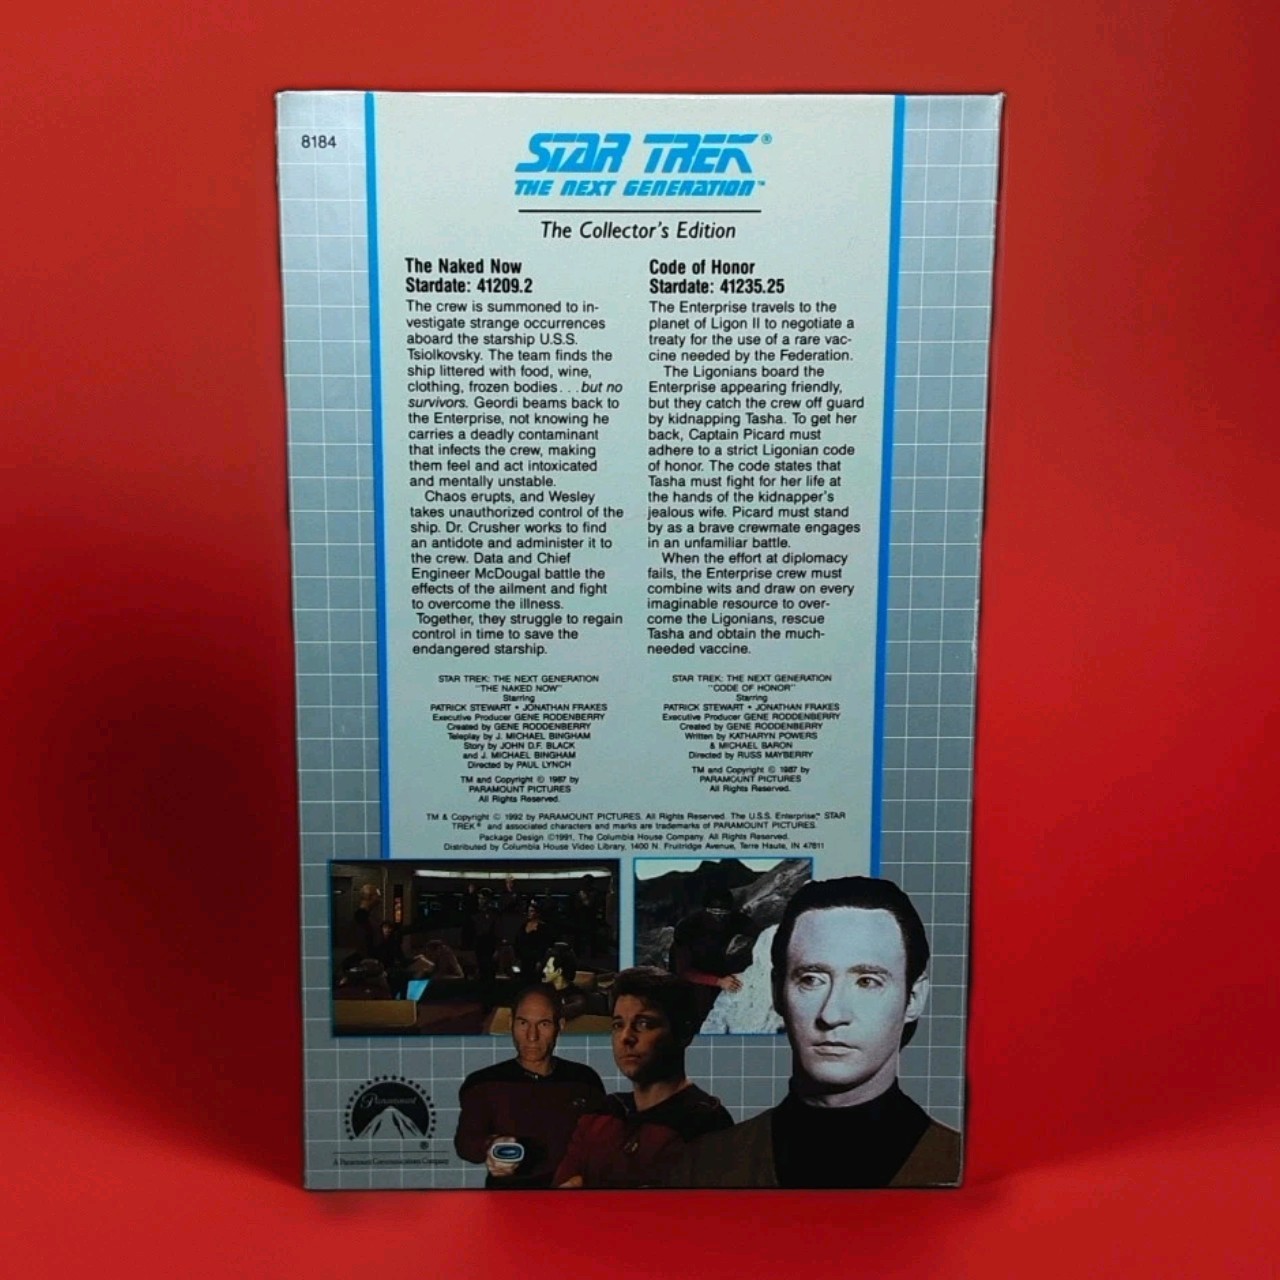 8184
STAR TREK®
THE NEXT GENERATION™
The Collector's Edition
The Naked Now
Stardate: 41209.2
The crew is summoned to in-
vestigate strange occurrences
aboard the starship U.S.S.
Tsiolkovsky. The team finds the
ship littered with food, wine,
clothing, frozen bodies...but no
survivors. Geordi beams back to
the Enterprise, not knowing he
carries a deadly contaminant
that infects the crew, making
them feel and act intoxicated
and mentally unstable.
Chaos erupts, and Wesley
takes unauthorized control of the
ship. Dr. Crusher works to find
an antidote and administer it to
the crew. Data and Chief
Engineer McDougal battle the
effects of the ailment and fight
to overcome the illness.
Together, they struggle to regain
control in time to save the
endangered starship.
STAR TREK: THE NEXT GENERATION
"THE NAKED NOW"
Starring
PATRICK STEWART • JONATHAN FRAKES
Executive Producer GENE RODDENBERRY
Created by GENE RODDENBERRY
Teleplay by J. MICHAEL BINGHAM
Story by JOHN D.F. BLACK
and J. MICHAEL BINGHAM
Directed by PAUL LYNCH
TM and Copyright © 1987 by
PARAMOUNT PICTURES
All Rights Reserved.
Code of Honor
Stardate: 41235.25
The Enterprise travels to the
planet of Ligon II to negotiate a
treaty for the use of a rare vac-
cine needed by the Federation.
The Ligonians board the
Enterprise appearing friendly,
but they catch the crew off guard
by kidnapping Tasha. To get her
back, Captain Picard must
adhere to a strict Ligonian code
of honor. The code states that
Tasha must fight for her life at
the hands of the kidnapper's
jealous wife. Picard must stand
by as a brave crewmate engages
in an unfamiliar battle.
When the effort at diplomacy
fails, the Enterprise crew must
combine wits and draw on every
imaginable resource to over-
come the Ligonians, rescue
Tasha and obtain the much-
needed vaccine.
STAR TREK: THE NEXT GENERATION
"CODE OF HONOR"
Starring
PATRICK STEWART • JONATHAN FRAKES
Executive Producer GENE RODDENBERRY
Created by GENE RODDENBERRY
Written by KATHARYN POWERS
& MICHAEL BARON
Directed by RUSS MAYBERRY
TM and Copyright © 1987 by
PARAMOUNT PICTURES
All Rights Reserved.
TM & Copyright © 1992 by PARAMOUNT PICTURES. All Rights Reserved. The U.S.S. Enterprise,™ STAR
TREK® and associated characters and marks are trademarks of PARAMOUNT PICTURES.
Package Design ©1991, The Columbia House Company. All Rights Reserved.
Distributed by Columbia House Video Library, 1400 N. Fruitridge Avenue, Terre Haute, IN 47811
Paramount
®
A Paramount Communications Company